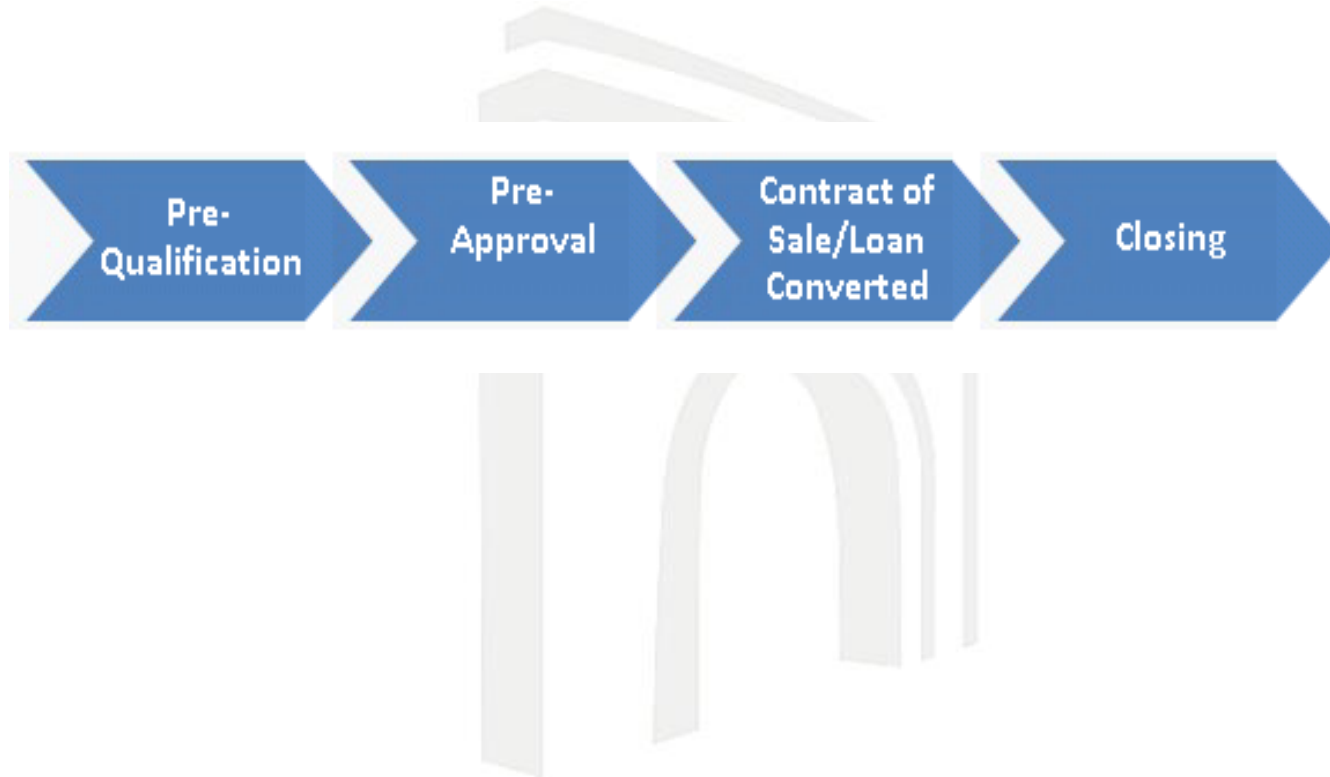 Pre-
Qualification
Pre-
Approval
Contract of
Sale/Loan
Converted
Closing